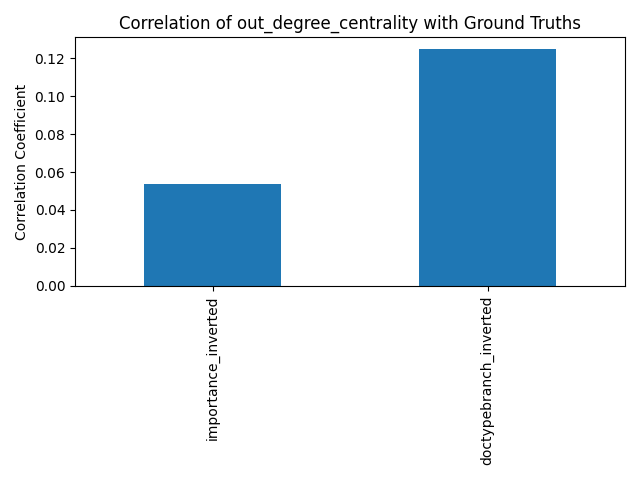 Correlation of out_degree_centrality with Ground Truths
Correlation Coefficient
0.12
0.10
0.08
0.06
0.04
0.02
0.00
importance_inverted
doctypebranch_inverted